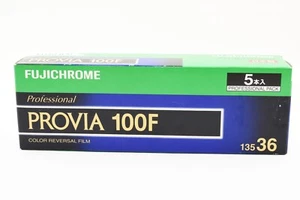 FUJICHROME
5本入
PROFESSIONAL PACK
Professional
PROVIA 100F
COLOR REVERSAL FILM
135 36